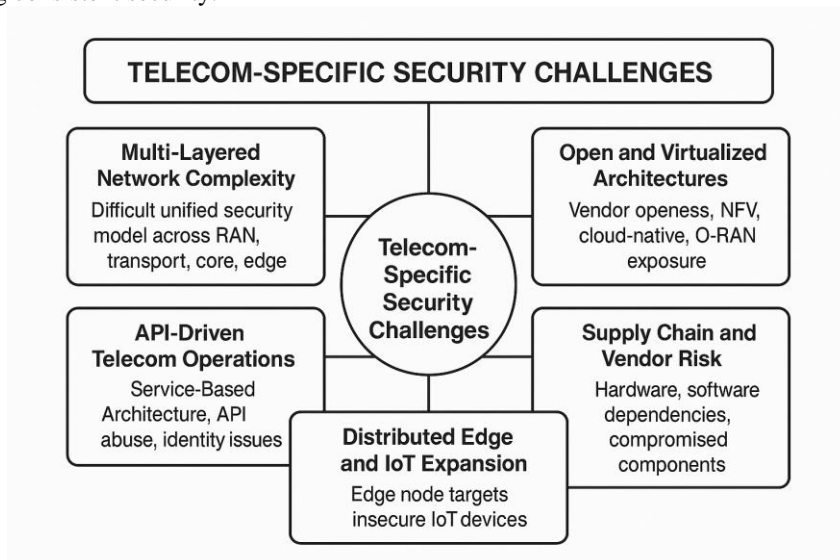 security.
TELECOM-SPECIFIC SECURITY CHALLENGES
Multi-Layered
Network Complexity
Difficult unified security
model across RAN,
transport, core, edge
Open and Virtualized
Architectures
Vendor openess, NFV,
cloud-native, O-RAN
exposure
Telecom-
Specific
Security
Challenges
API-Driven
Telecom Operations
Service-Based
Architecture, API
abuse, identity issues
Supply Chain and
Vendor Risk
Hardware, software
dependencies,
compromised
components
Distributed Edge
and IoT Expansion
Edge node targets
insecure IoT devices